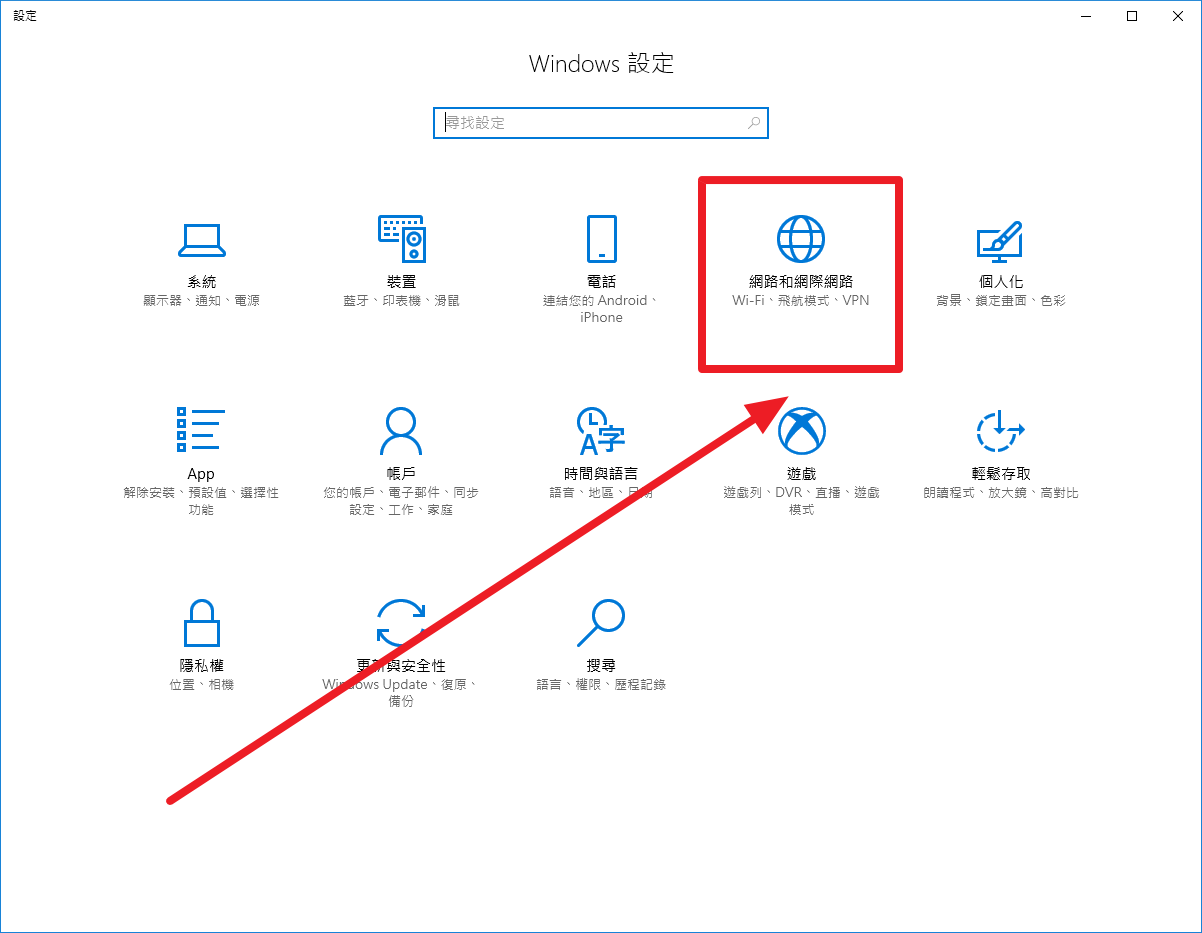 設定
Windows 設定
尋找設定
系統
顯示器、通知、電源
裝置
藍牙、印表機、滑鼠
電話
連結您的 Android、
iPhone
網路和網際網路
Wi-Fi、飛航模式、VPN
個人化
背景、鎖定畫面、色彩
App
解除安裝、預設值、選擇性
功能
帳戶
您的帳戶、電子郵件、同步
設定、工作、家庭
時間與語言
語音、地區、日期
遊戲
遊戲列、DVR、直播、遊戲
模式
輕鬆存取
朗讀程式、放大鏡、高對比
隱私權
位置、相機
更新與安全性
Windows Update、復原、
備份
搜尋
語言、權限、歷程記錄